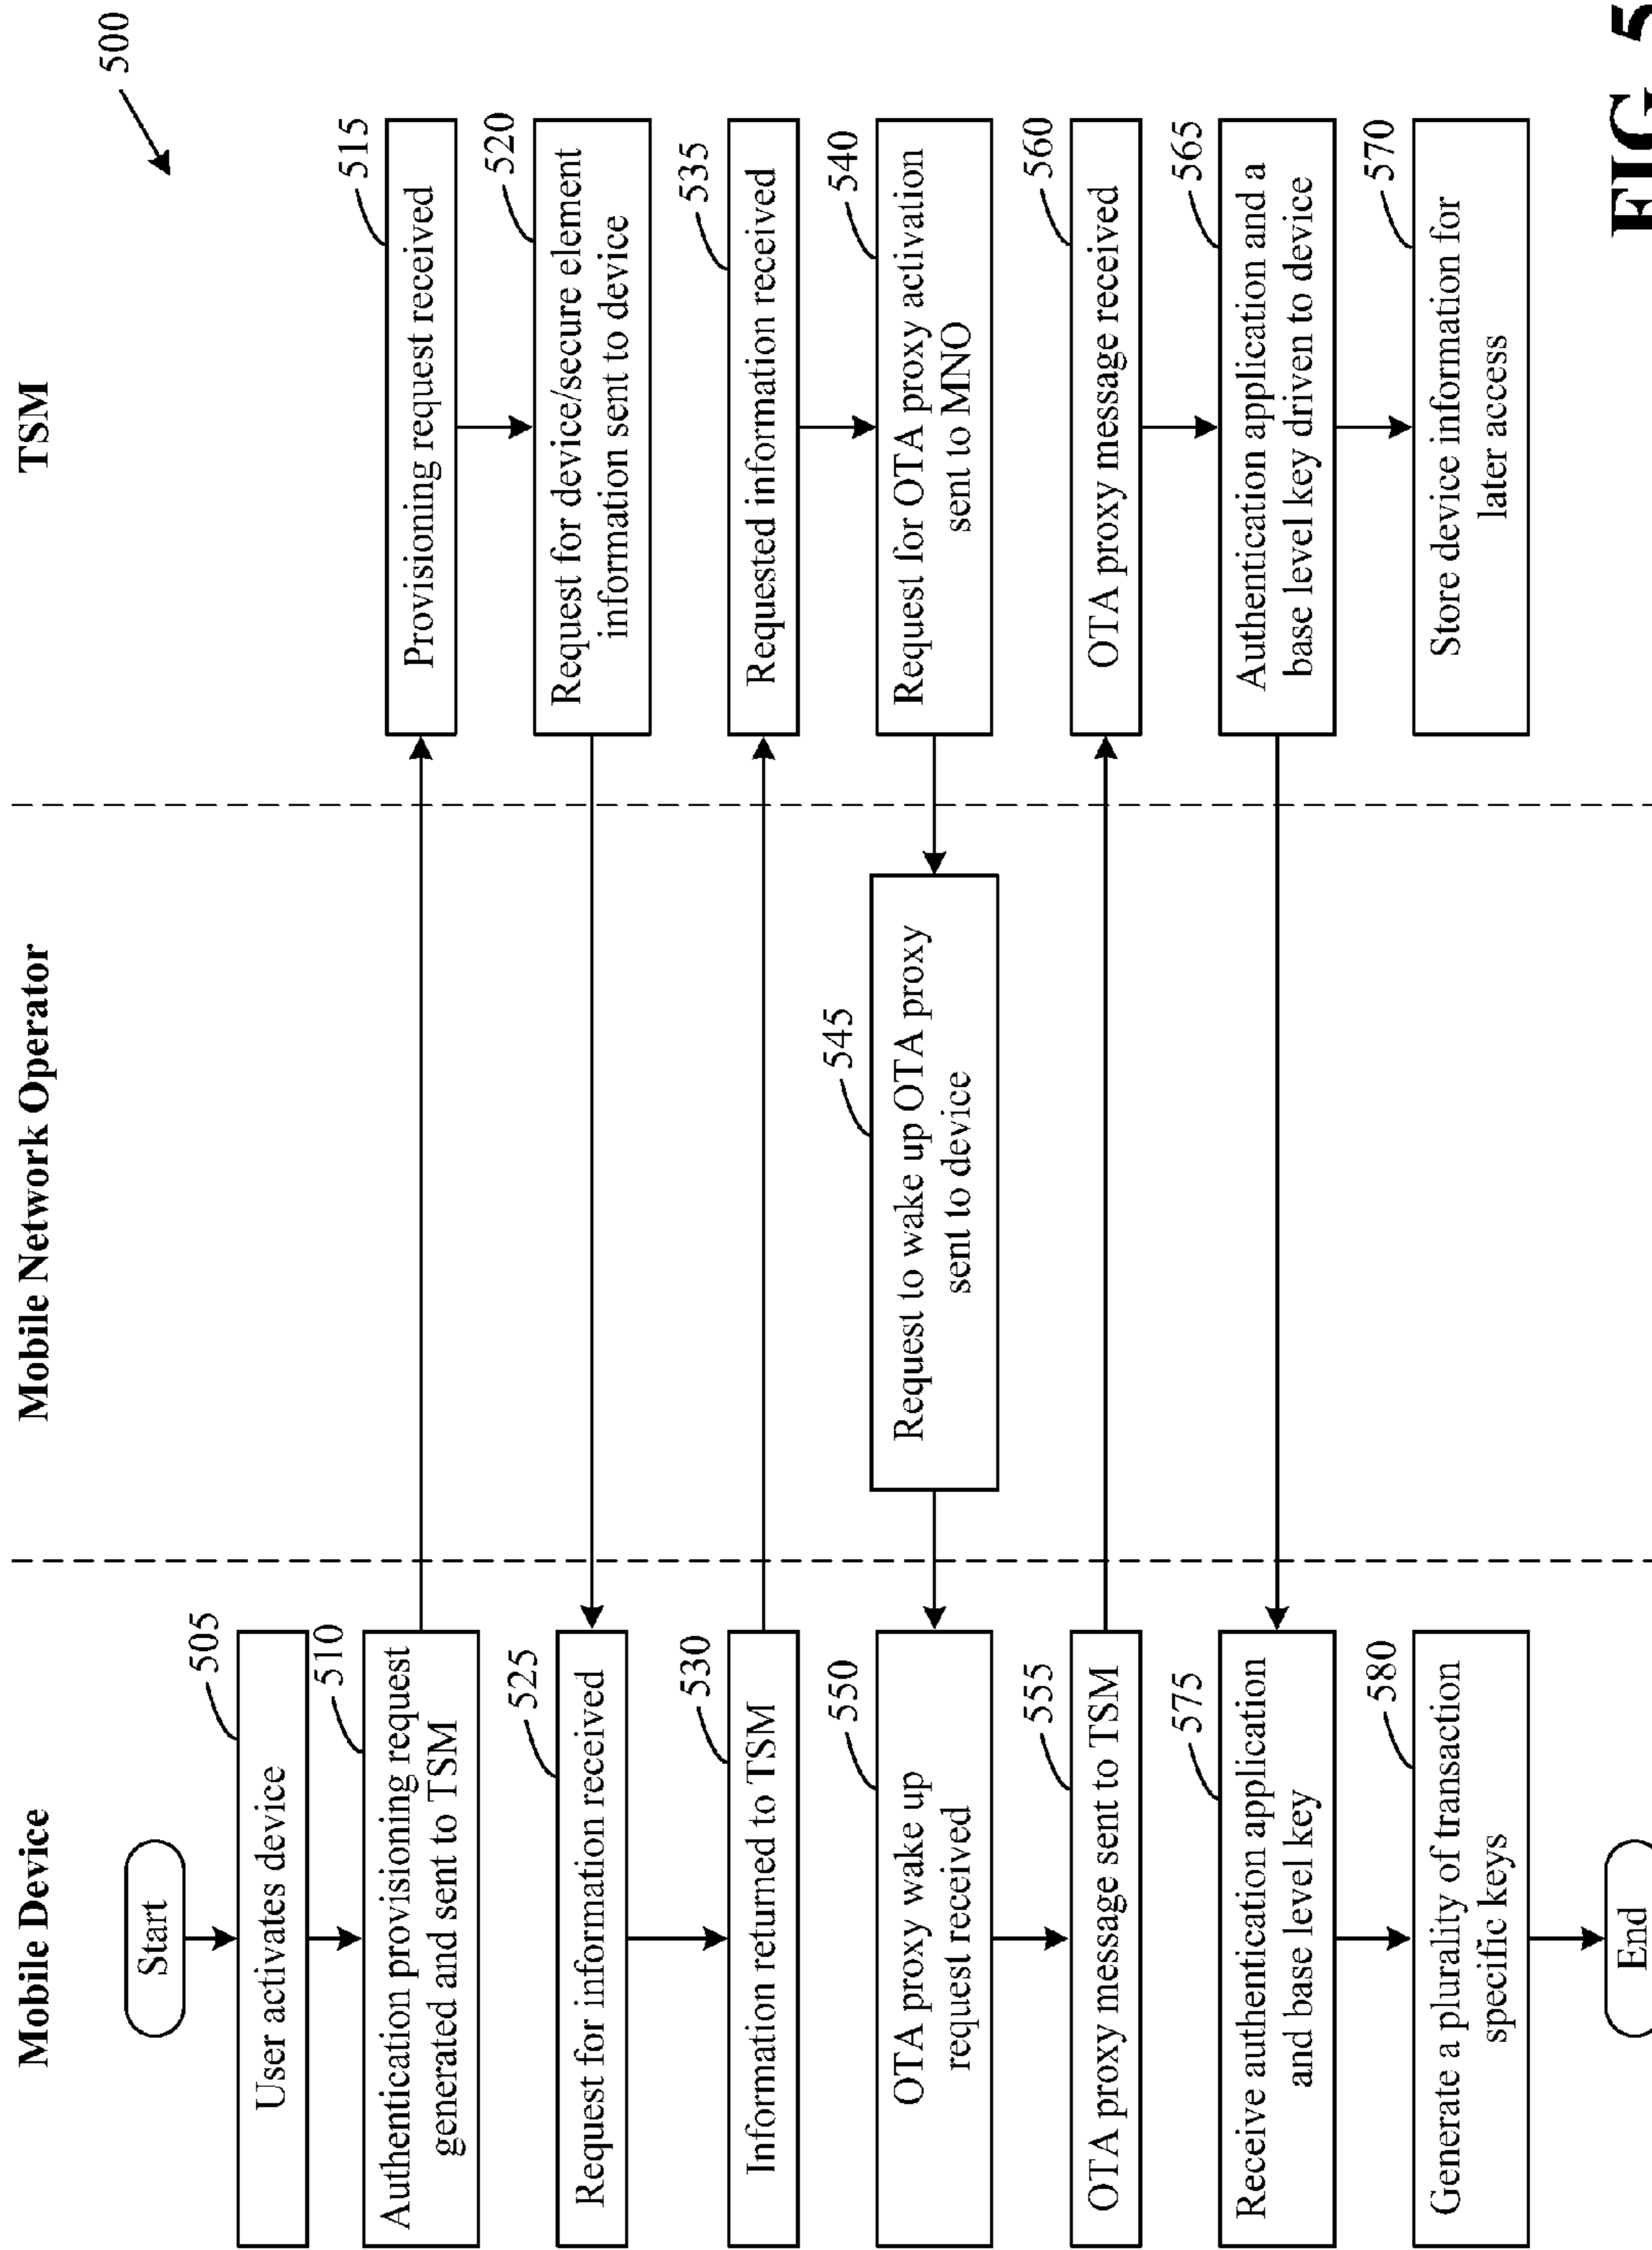 500
Mobile Device
Mobile Network Operator
TSM
Start
505
User activates device
510
Authentication provisioning request
generated and sent to TSM
515
Provisioning request received
520
Request for device/secure element
information sent to device
525
Request for information received
530
Information returned to TSM
535
Requested information received
540
Request for OTA proxy activation
sent to MNO
545
Request to wake up OTA proxy
sent to device
550
OTA proxy wake up
request received
555
OTA proxy message sent to TSM
560
OTA proxy message received
565
Authentication application and a
base level key driven to device
570
Store device information for
later access
575
Receive authentication application
and base level key
580
Generate a plurality of transaction
specific keys
End
FIG 5